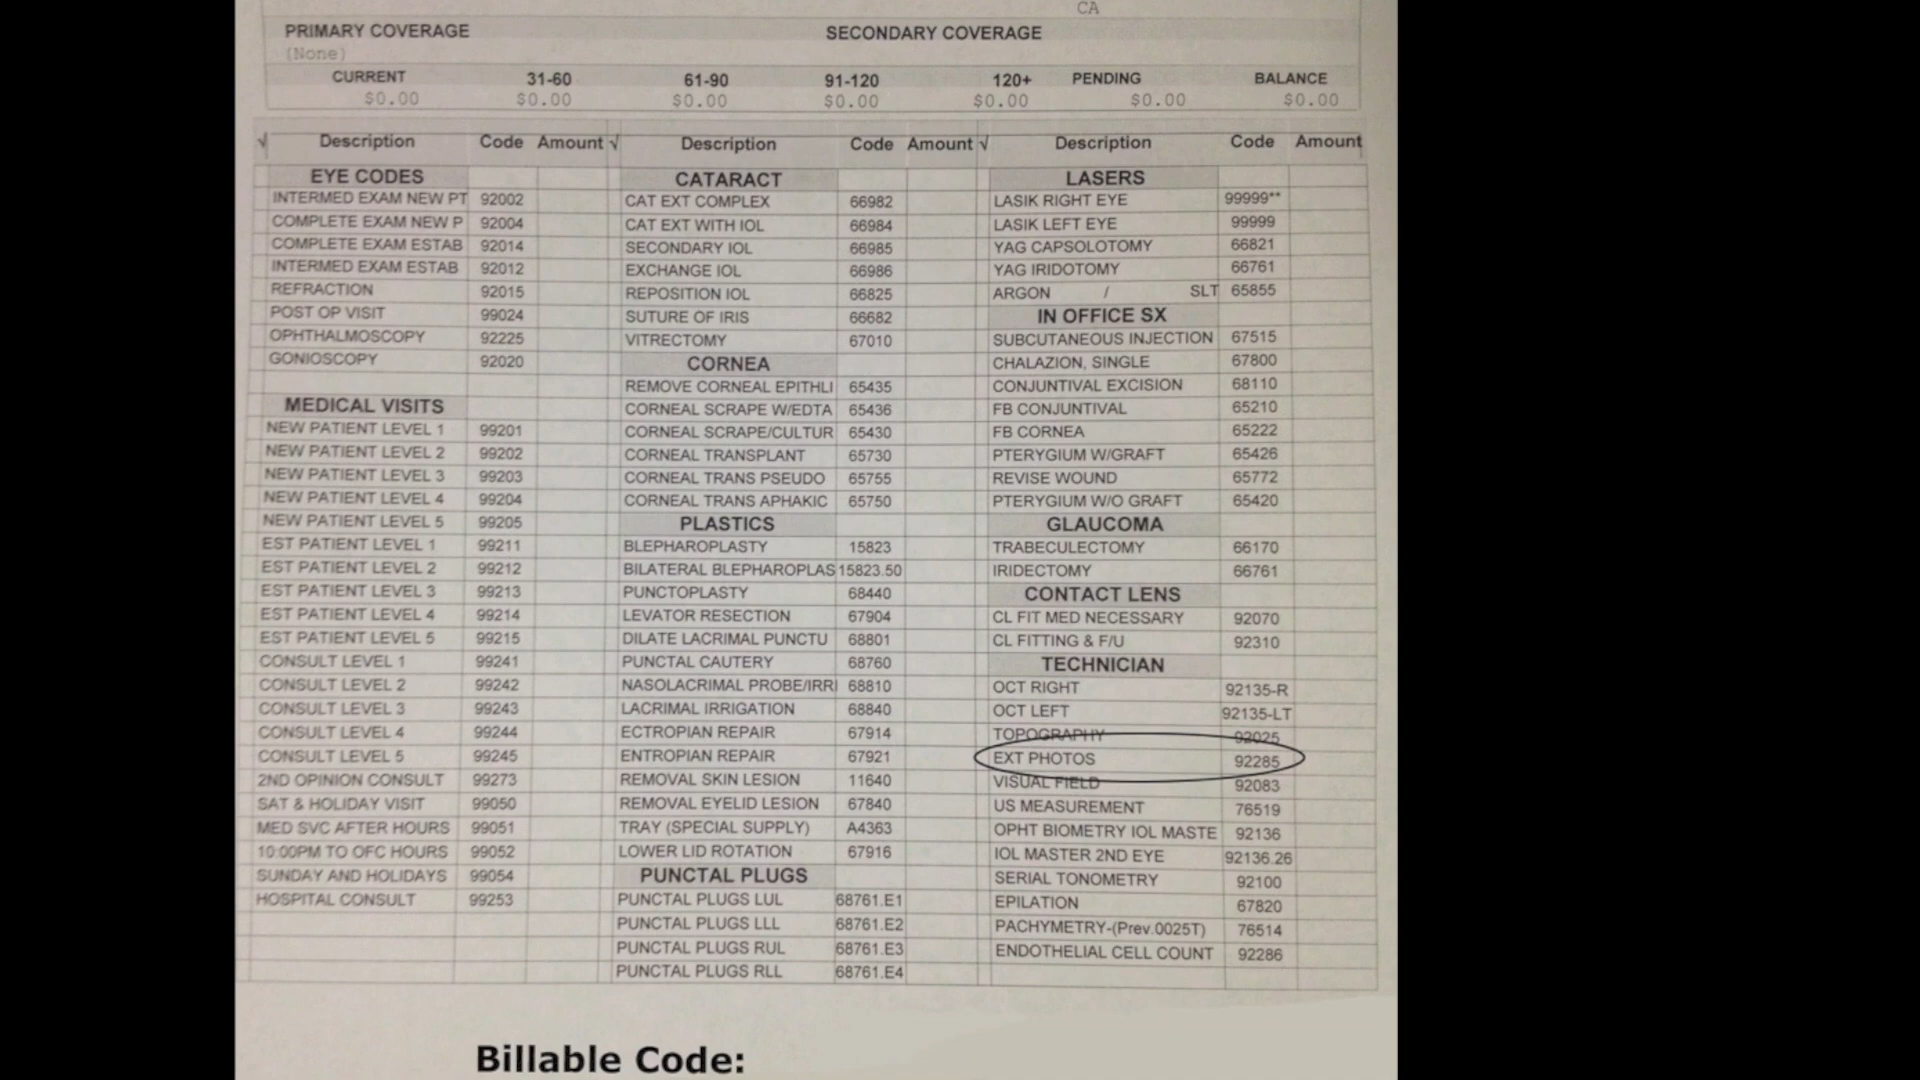 CA
PRIMARY COVERAGE SECONDARY COVERAGE
(None)
CURRENT 31-60 61-90 91-120 120+ PENDING BALANCE
$0.00 $0.00 $0.00 $0.00 $0.00 $0.00 $0.00
√ Description Code Amount √ Description Code Amount √ Description Code Amount
EYE CODES CATARACT LASERS
INTERMED EXAM NEW PT 92002 CAT EXT COMPLEX 66982 LASIK RIGHT EYE 99999**
COMPLETE EXAM NEW P 92004 CAT EXT WITH IOL 66984 LASIK LEFT EYE 99999
COMPLETE EXAM ESTAB 92014 SECONDARY IOL 66985 YAG CAPSOLOTOMY 66821
INTERMED EXAM ESTAB 92012 EXCHANGE IOL 66986 YAG IRIDOTOMY 66761
REFRACTION 92015 REPOSITION IOL 66825 ARGON / SLT 65855
POST OP VISIT 99024 SUTURE OF IRIS 66682 IN OFFICE SX
OPHTHALMOSCOPY 92225 VITRECTOMY 67010 SUBCUTANEOUS INJECTION 67515
GONIOSCOPY 92020 CORNEA CHALAZION, SINGLE 67800
REMOVE CORNEAL EPITHLI 65435 CONJUNTIVAL EXCISION 68110
MEDICAL VISITS CORNEAL SCRAPE W/EDTA 65436 FB CONJUNTIVAL 65210
NEW PATIENT LEVEL 1 99201 CORNEAL SCRAPE/CULTUR 65430 FB CORNEA 65222
NEW PATIENT LEVEL 2 99202 CORNEAL TRANSPLANT 65730 PTERYGIUM W/GRAFT 65426
NEW PATIENT LEVEL 3 99203 CORNEAL TRANS PSEUDO 65755 REVISE WOUND 65772
NEW PATIENT LEVEL 4 99204 CORNEAL TRANS APHAKIC 65750 PTERYGIUM W/O GRAFT 65420
NEW PATIENT LEVEL 5 99205 PLASTICS GLAUCOMA
EST PATIENT LEVEL 1 99211 BLEPHAROPLASTY 15823 TRABECULECTOMY 66170
EST PATIENT LEVEL 2 99212 BILATERAL BLEPHAROPLAS 15823.50 IRIDECTOMY 66761
EST PATIENT LEVEL 3 99213 PUNCTOPLASTY 68440 CONTACT LENS
EST PATIENT LEVEL 4 99214 LEVATOR RESECTION 67904 CL FIT MED NECESSARY 92070
EST PATIENT LEVEL 5 99215 DILATE LACRIMAL PUNCTU 68801 CL FITTING & F/U 92310
CONSULT LEVEL 1 99241 PUNCTAL CAUTERY 68760 TECHNICIAN
CONSULT LEVEL 2 99242 NASOLACRIMAL PROBE/IRRI 68810 OCT RIGHT 92135-R
CONSULT LEVEL 3 99243 LACRIMAL IRRIGATION 68840 OCT LEFT 92135-LT
CONSULT LEVEL 4 99244 ECTROPIAN REPAIR 67914 TOPOGRAPHY 92025
CONSULT LEVEL 5 99245 ENTROPIAN REPAIR 67921 EXT PHOTOS 92285
2ND OPINION CONSULT 99273 REMOVAL SKIN LESION 11640 VISUAL FIELD 92083
SAT & HOLIDAY VISIT 99050 REMOVAL EYELID LESION 67840 US MEASUREMENT 76519
MED SVC AFTER HOURS 99051 TRAY (SPECIAL SUPPLY) A4363 OPHT BIOMETRY IOL MASTE 92136
10:00PM TO OFC HOURS 99052 LOWER LID ROTATION 67916 IOL MASTER 2ND EYE 92136.26
SUNDAY AND HOLIDAYS 99054 PUNCTAL PLUGS SERIAL TONOMETRY 92100
HOSPITAL CONSULT 99253 PUNCTAL PLUGS LUL 68761.E1 EPILATION 67820
PUNCTAL PLUGS LLL 68761.E2 PACHYMETRY-(Prev.0025T) 76514
PUNCTAL PLUGS RUL 68761.E3 ENDOTHELIAL CELL COUNT 92286
PUNCTAL PLUGS RLL 68761.E4
Billable Code: